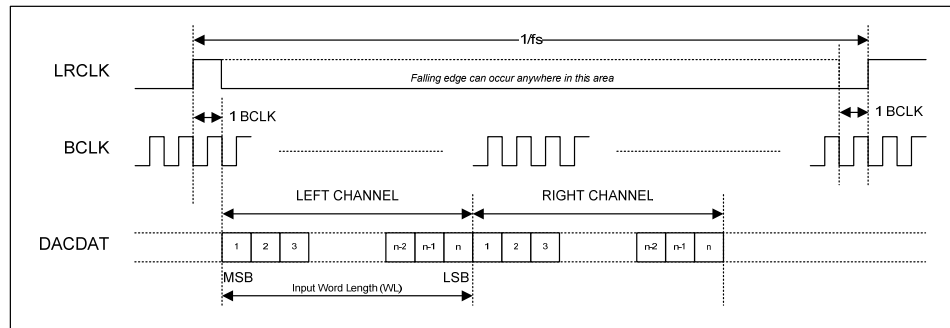 1/fs
LRCLK
Falling edge can occur anywhere in this area
1 BCLK
1 BCLK
BCLK
LEFT CHANNEL
RIGHT CHANNEL
DACDAT
1 2 3 n-2 n-1 n 1 2 3 n-2 n-1 n
MSB LSB
Input Word Length (WL)